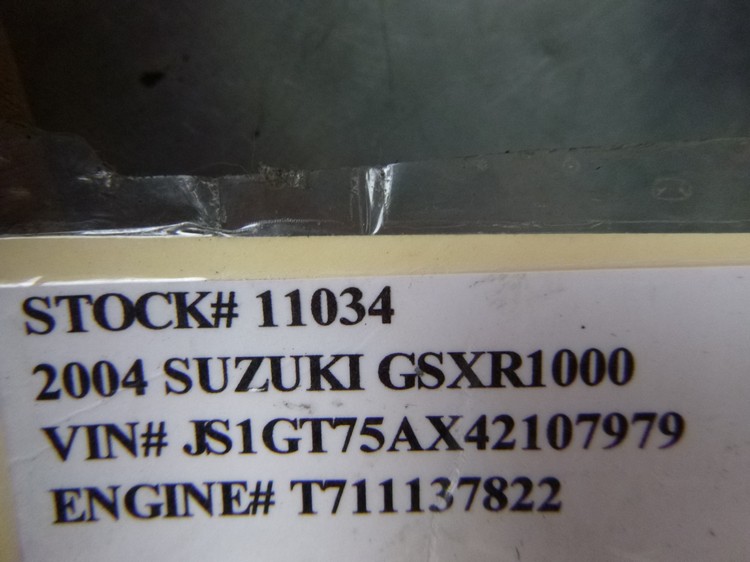 STOCK# 11034
2004 SUZUKI GSXR1000
VIN# JS1GT75AX42107979
ENGINE# T711137822